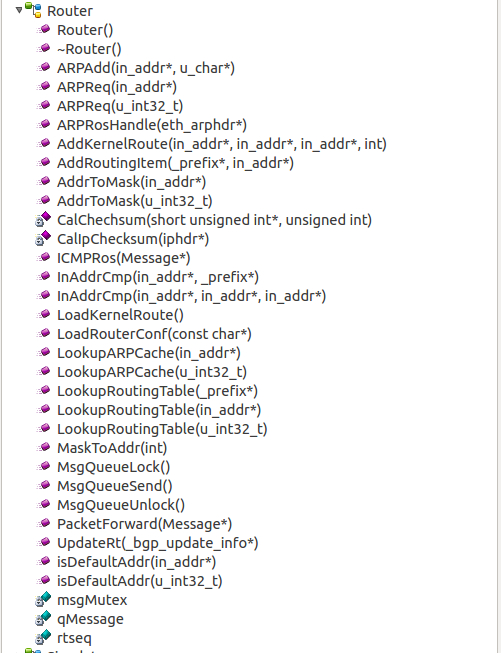 Router
Router()
~Router()
ARPAdd(in_addr*, u_char*)
ARPReq(in_addr*)
ARPReq(u_int32_t)
ARPRosHandle(eth_arphdr*)
AddKernelRoute(in_addr*, in_addr*, in_addr*, int)
AddRoutingItem(_prefix*, in_addr*)
AddrToMask(in_addr*)
AddrToMask(u_int32_t)
CalChechsum(short unsigned int*, unsigned int)
CalIpChecksum(iphdr*)
ICMPRos(Message*)
InAddrCmp(in_addr*, _prefix*)
InAddrCmp(in_addr*, in_addr*, in_addr*)
LoadKernelRoute()
LoadRouterConf(const char*)
LookupARPCache(in_addr*)
LookupARPCache(u_int32_t)
LookupRoutingTable(_prefix*)
LookupRoutingTable(in_addr*)
LookupRoutingTable(u_int32_t)
MaskToAddr(int)
MsgQueueLock()
MsgQueueSend()
MsgQueueUnlock()
PacketForward(Message*)
UpdateRt(_bgp_update_info*)
isDefaultAddr(in_addr*)
isDefaultAddr(u_int32_t)
msgMutex
qMessage
rtseq